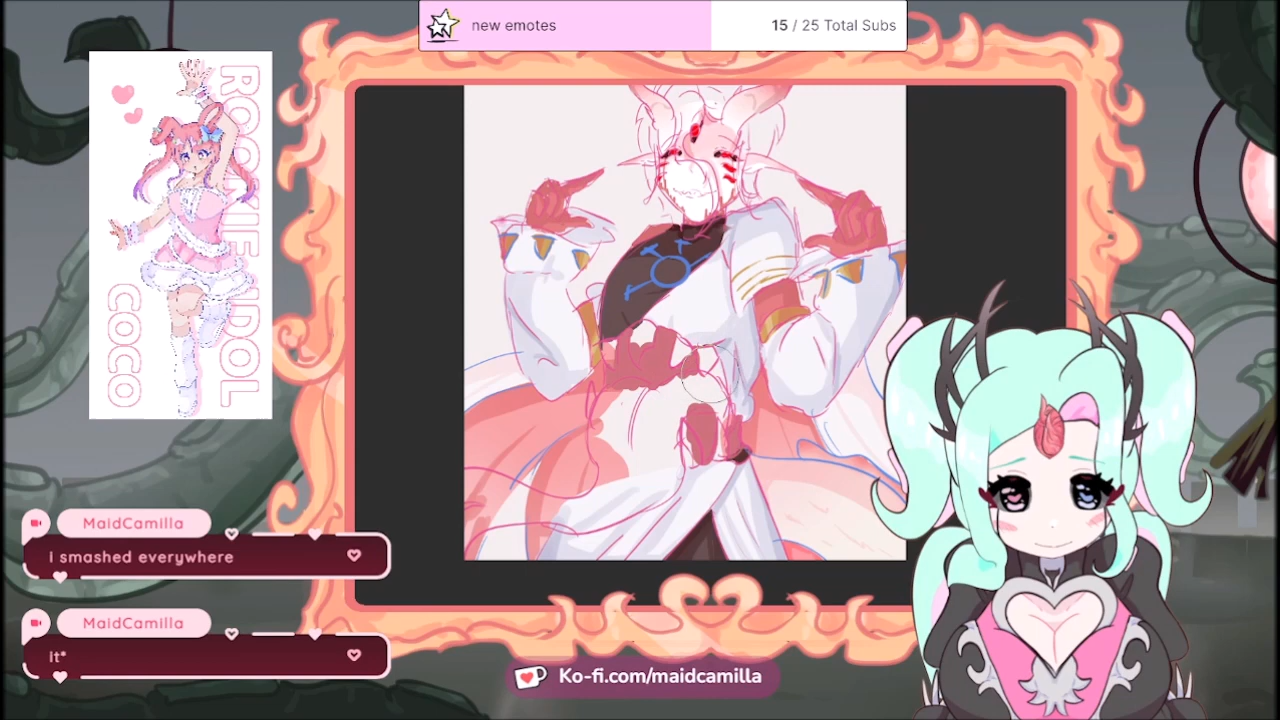 new emotes
15 / 25 Total Subs
ROOKIE IDOL
COCO
MaidCamilla
I smashed everywhere
MaidCamilla
it*
Ko-fi.com/maidcamilla